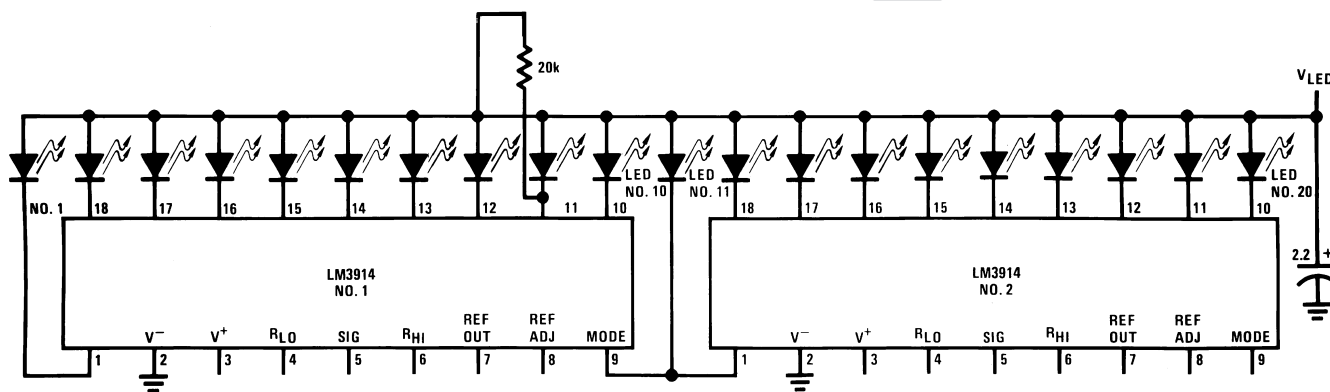 20k
V_LED
LED NO. 10
LED NO. 11
LED NO. 20
NO. 1 18 17 16 15 14 13 12 11 10 18 17 16 15 14 13 12 11 10
2.2 +
LM3914
NO. 1
LM3914
NO. 2
V− V+ RLO SIG RHI REF OUT REF ADJ MODE
V− V+ RLO SIG RHI REF OUT REF ADJ MODE
1 2 3 4 5 6 7 8 9
1 2 3 4 5 6 7 8 9